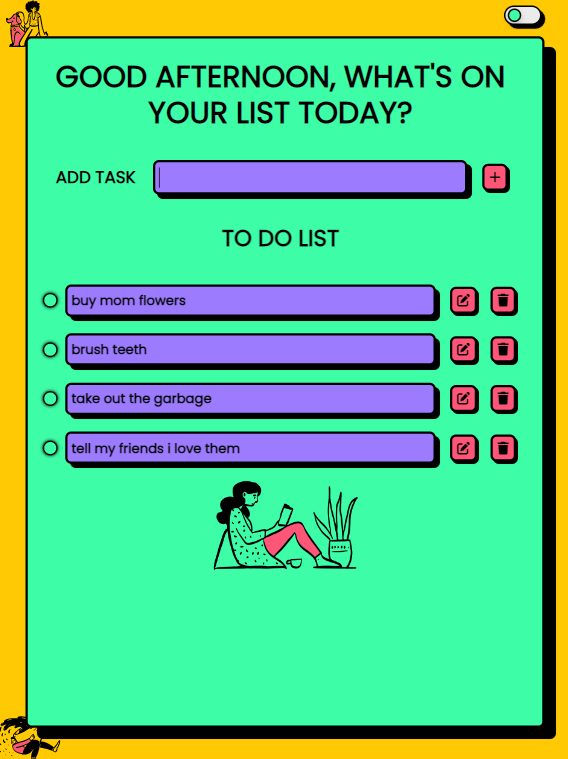 GOOD AFTERNOON, WHAT'S ON
YOUR LIST TODAY?
ADD TASK
TO DO LIST
buy mom flowers
brush teeth
take out the garbage
tell my friends i love them